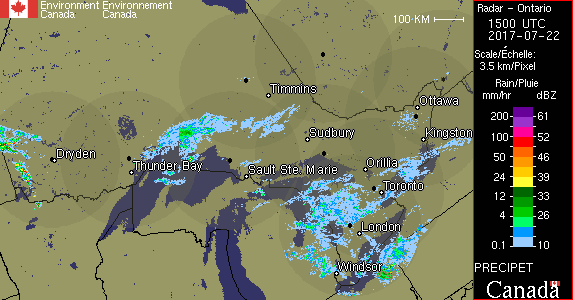 Environment Environnement
Canada Canada
100 KM
Timmins
Ottawa
Sudbury
Kingston
Dryden
Thunder Bay
Sault Ste. Marie
Orillia
Toronto
London
Windsor
Radar - Ontario
1500 UTC
2017-07-22
Scale/Échelle:
3.5 km/Pixel
Rain/Pluie
mm/hr dBZ
200 61
100 52
50 46
24 39
12 33
4 26
0.1 10
PRECIPET
Canada